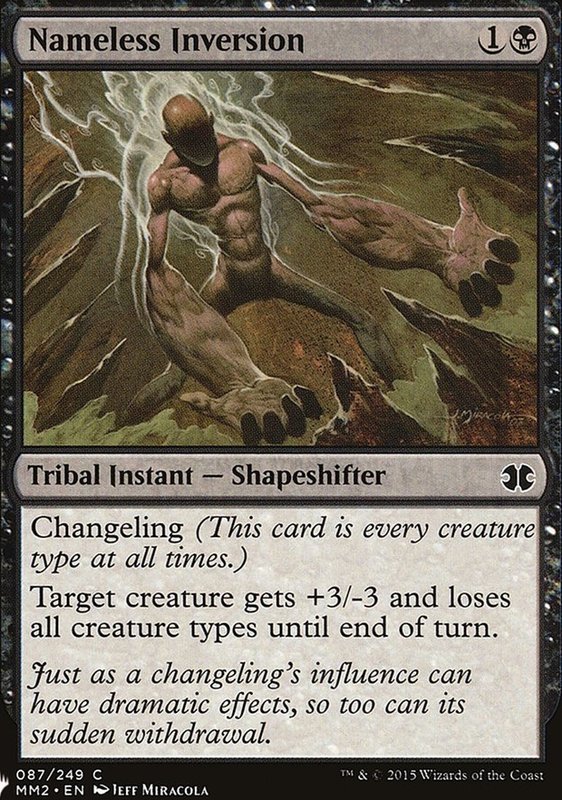 Nameless Inversion 1
J. Miracola
Tribal Instant — Shapeshifter
Changeling (This card is every creature
type at all times.)
Target creature gets +3/-3 and loses
all creature types until end of turn.
Just as a changeling's influence can
have dramatic effects, so too can its
sudden withdrawal.
087/249 C
MM2 • EN Jeff Miracola
™ & © 2015 Wizards of the Coast